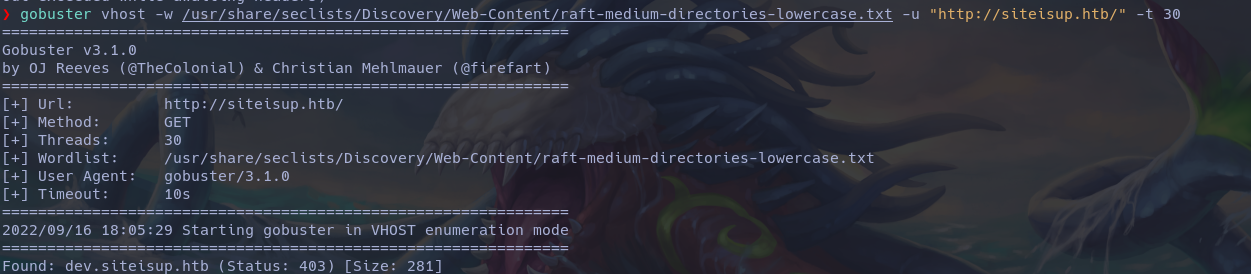 ❯ gobuster vhost -w /usr/share/seclists/Discovery/Web-Content/raft-medium-directories-lowercase.txt -u "http://siteisup.htb/" -t 30
===============================================================
Gobuster v3.1.0
by OJ Reeves (@TheColonial) & Christian Mehlmauer (@firefart)
===============================================================
[+] Url:          http://siteisup.htb/
[+] Method:       GET
[+] Threads:      30
[+] Wordlist:     /usr/share/seclists/Discovery/Web-Content/raft-medium-directories-lowercase.txt
[+] User Agent:   gobuster/3.1.0
[+] Timeout:      10s
===============================================================
2022/09/16 18:05:29 Starting gobuster in VHOST enumeration mode
===============================================================
Found: dev.siteisup.htb (Status: 403) [Size: 281]